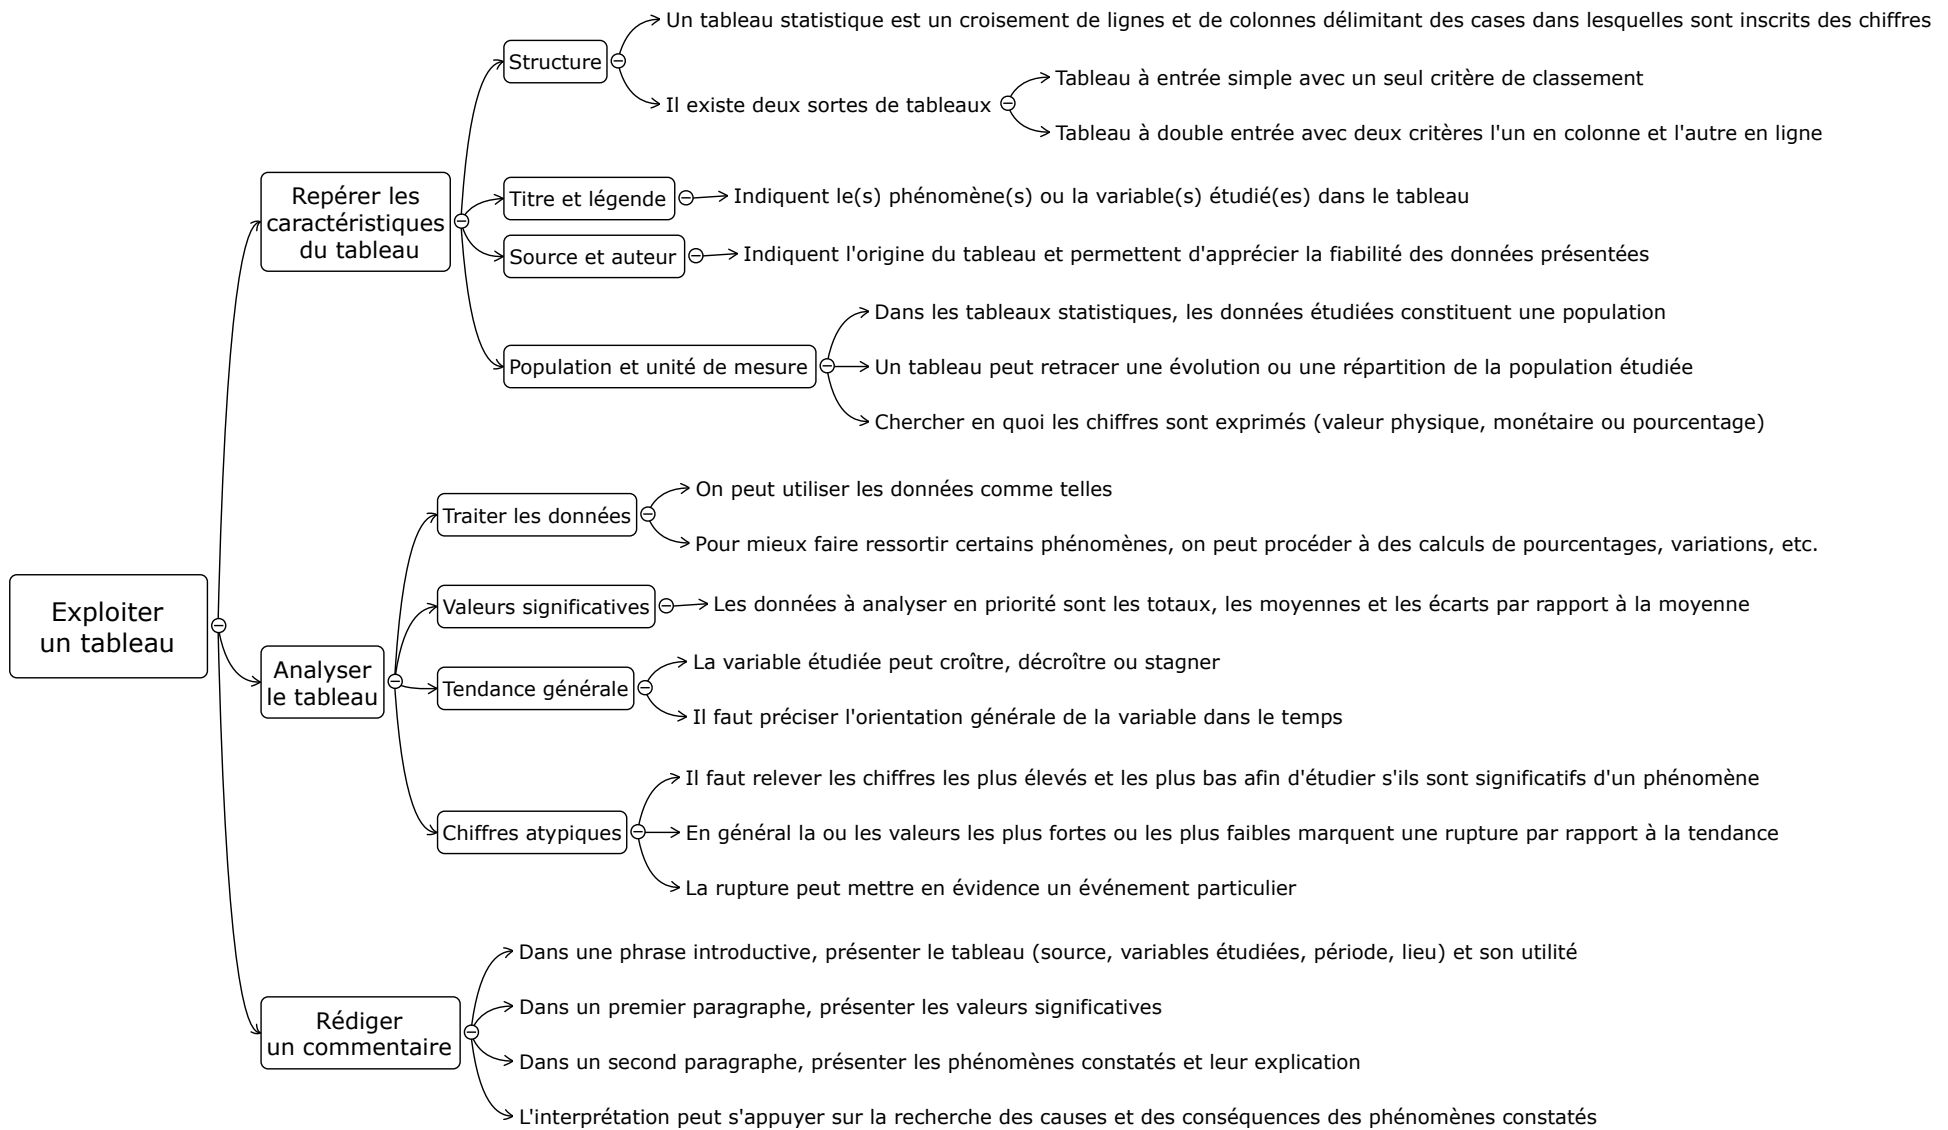 Exploiter
un tableau
Repérer les
caractéristiques
du tableau
Structure
Un tableau statistique est un croisement de lignes et de colonnes délimitant des cases dans lesquelles sont inscrits des chiffres
Il existe deux sortes de tableaux
Tableau à entrée simple avec un seul critère de classement
Tableau à double entrée avec deux critères l'un en colonne et l'autre en ligne
Titre et légende
Indiquent le(s) phénomène(s) ou la variable(s) étudié(es) dans le tableau
Source et auteur
Indiquent l'origine du tableau et permettent d'apprécier la fiabilité des données présentées
Population et unité de mesure
Dans les tableaux statistiques, les données étudiées constituent une population
Un tableau peut retracer une évolution ou une répartition de la population étudiée
Chercher en quoi les chiffres sont exprimés (valeur physique, monétaire ou pourcentage)
Analyser
le tableau
Traiter les données
On peut utiliser les données comme telles
Pour mieux faire ressortir certains phénomènes, on peut procéder à des calculs de pourcentages, variations, etc.
Valeurs significatives
Les données à analyser en priorité sont les totaux, les moyennes et les écarts par rapport à la moyenne
Tendance générale
La variable étudiée peut croître, décroître ou stagner
Il faut préciser l'orientation générale de la variable dans le temps
Chiffres atypiques
Il faut relever les chiffres les plus élevés et les plus bas afin d'étudier s'ils sont significatifs d'un phénomène
En général la ou les valeurs les plus fortes ou les plus faibles marquent une rupture par rapport à la tendance
La rupture peut mettre en évidence un événement particulier
Rédiger
un commentaire
Dans une phrase introductive, présenter le tableau (source, variables étudiées, période, lieu) et son utilité
Dans un premier paragraphe, présenter les valeurs significatives
Dans un second paragraphe, présenter les phénomènes constatés et leur explication
L'interprétation peut s'appuyer sur la recherche des causes et des conséquences des phénomènes constatés